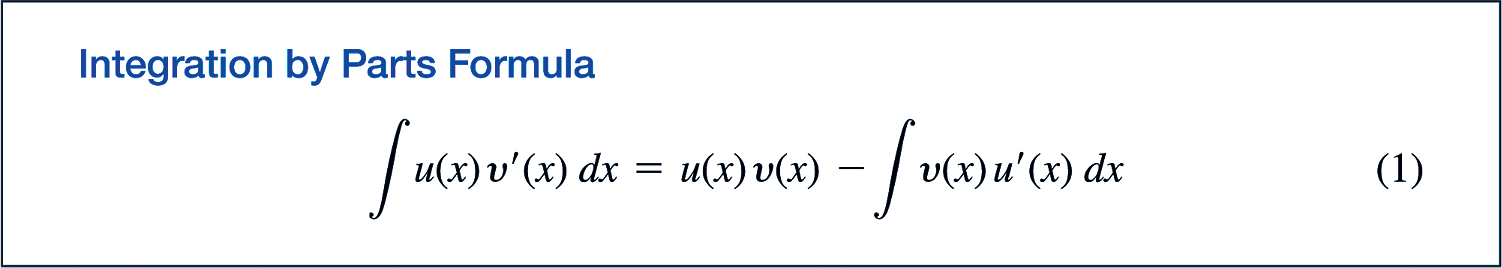 Integration by Parts Formula
∫ u(x) v′(x) dx = u(x) v(x) − ∫ v(x) u′(x) dx (1)